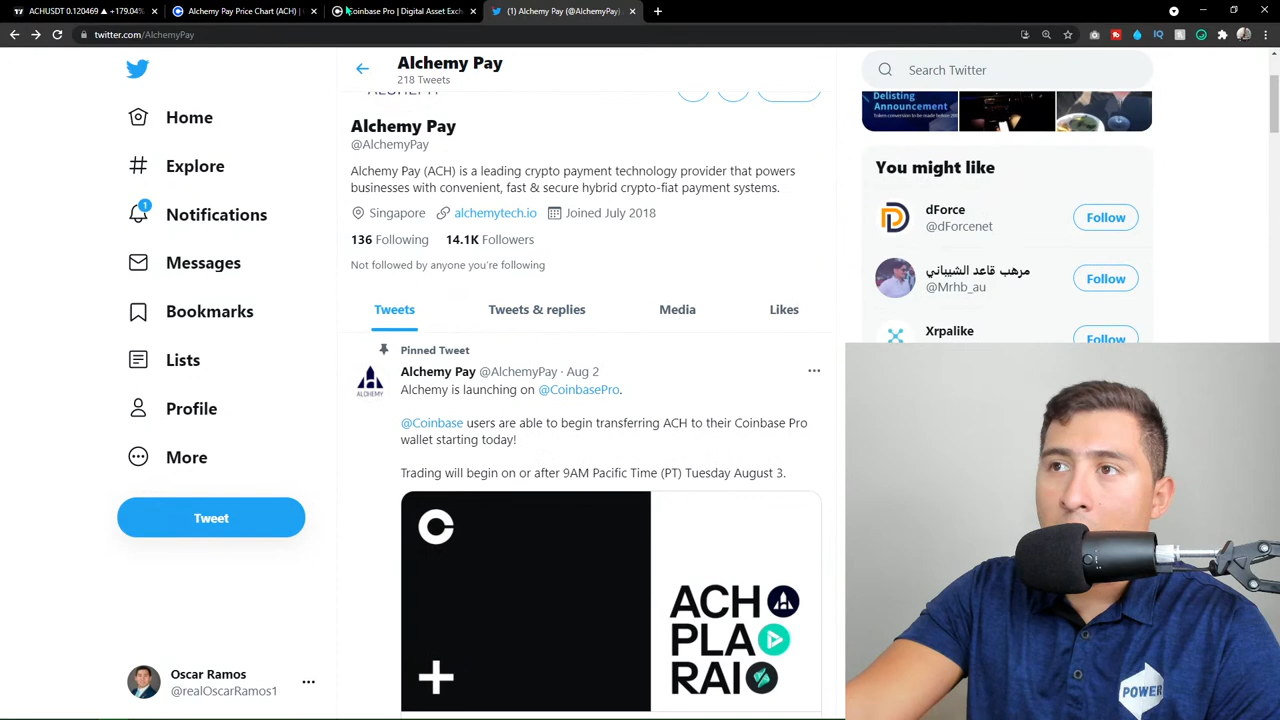 ACHUSDT 0.120469 ▲ +179.04%
Alchemy Pay Price Chart (ACH) |
Coinbase Pro | Digital Asset Exch
(1) Alchemy Pay (@AlchemyPay)
twitter.com/AlchemyPay
Alchemy Pay
218 Tweets
Search Twitter
Delisting
Announcement
Home
Explore
Notifications
1
Messages
Bookmarks
Lists
Profile
More
Tweet
Oscar Ramos
@realOscarRamos1
Alchemy Pay
@AlchemyPay
Alchemy Pay (ACH) is a leading crypto payment technology provider that powers
businesses with convenient, fast & secure hybrid crypto-fiat payment systems.
Singapore alchemytech.io Joined July 2018
136 Following 14.1K Followers
Not followed by anyone you're following
Tweets Tweets & replies Media Likes
Pinned Tweet
Alchemy Pay @AlchemyPay · Aug 2
Alchemy is launching on @CoinbasePro.
@Coinbase users are able to begin transferring ACH to their Coinbase Pro
wallet starting today!
Trading will begin on or after 9AM Pacific Time (PT) Tuesday August 3.
ALCHEMY
ACH
PLA
RAI
You might like
dForce
@dForcenet
Follow
مرهب قاعد الشيباني
@Mrhb_au
Follow
Xrpalike
Follow
POWER